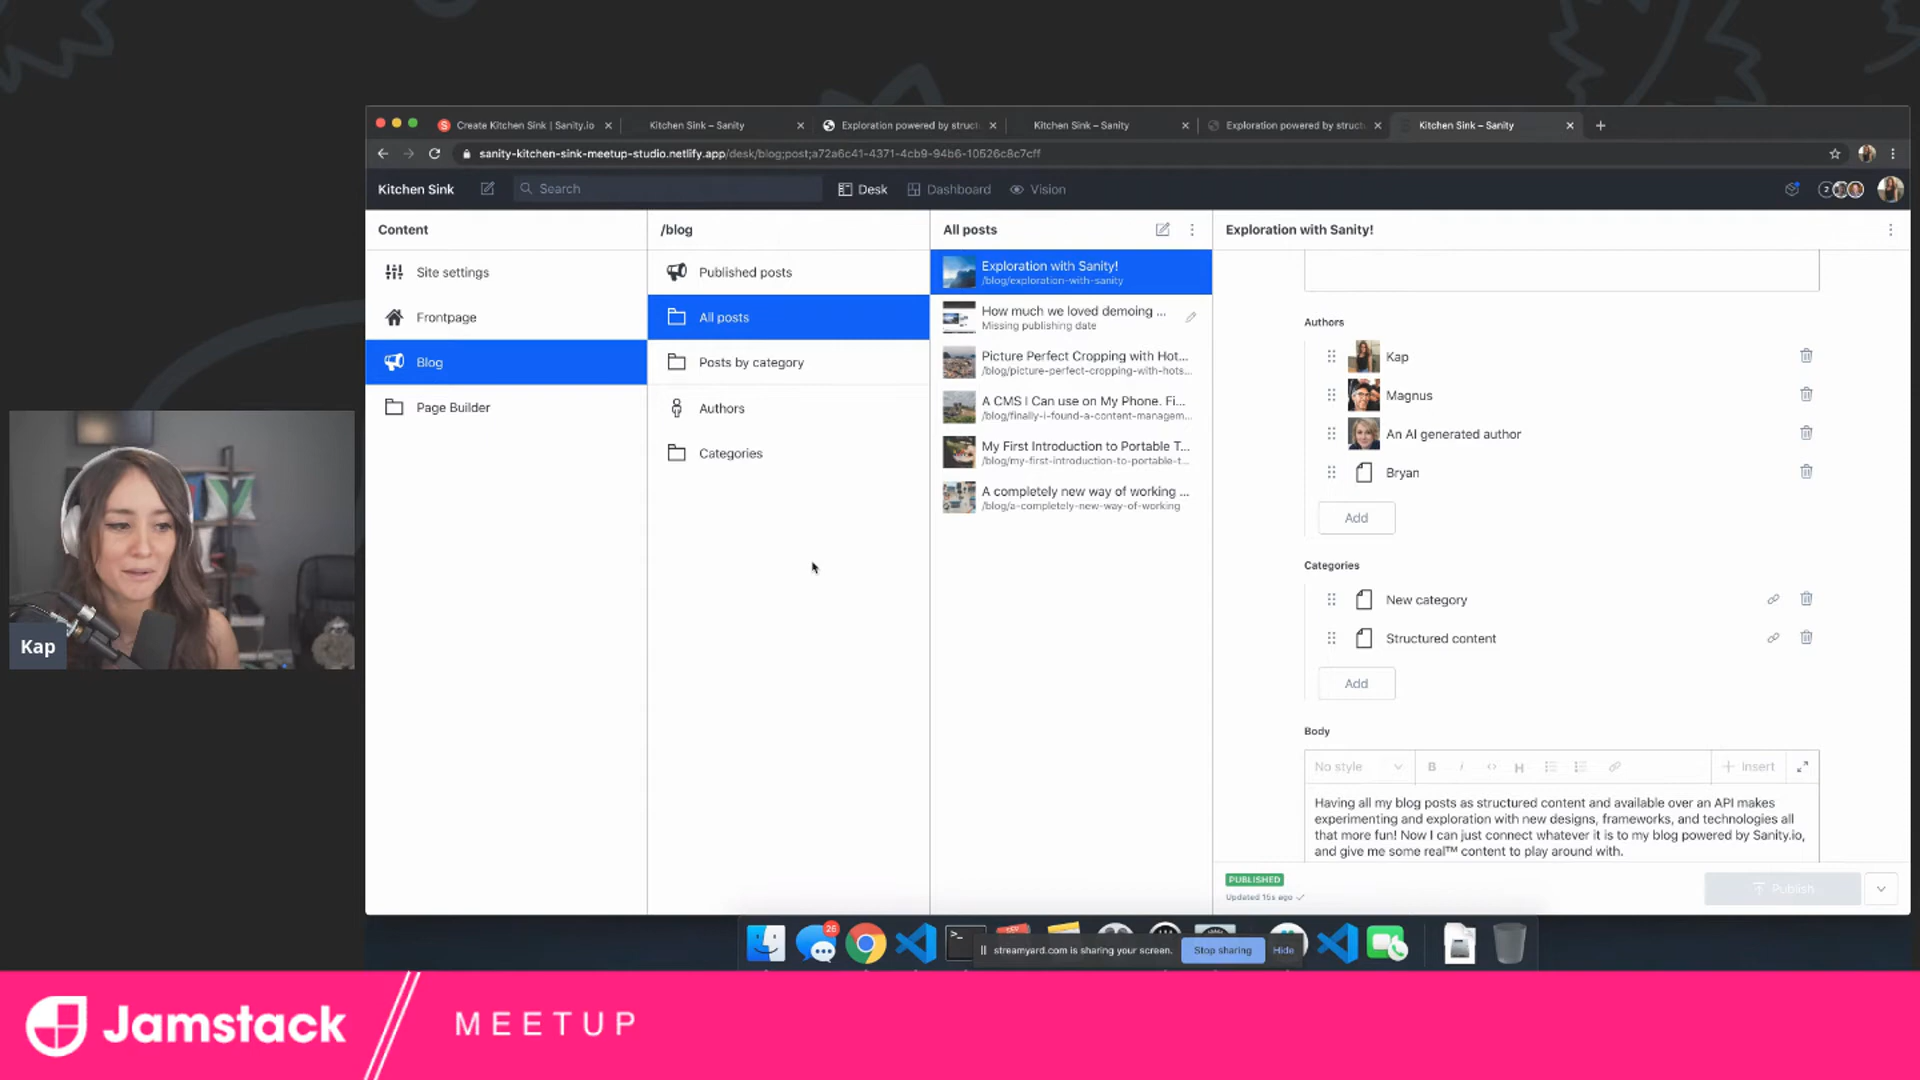 Create Kitchen Sink | Sanity.io
Kitchen Sink – Sanity
Exploration powered by struct
Kitchen Sink – Sanity
Exploration powered by struct
Kitchen Sink – Sanity
sanity-kitchen-sink-meetup-studio.netlify.app/desk/blog;post;a72a6c41-4371-4cb9-94b6-10526c8c7cff
Kitchen Sink
Search
Desk
Dashboard
Vision
2
Content
Site settings
Frontpage
Blog
Page Builder
/blog
Published posts
All posts
Posts by category
Authors
Categories
All posts
Exploration with Sanity!
/blog/exploration-with-sanity
How much we loved demoing ...
Missing publishing date
Picture Perfect Cropping with Hot...
/blog/picture-perfect-cropping-with-hots...
A CMS I Can use on My Phone. Fi...
/blog/finally-i-found-a-content-managem...
My First Introduction to Portable T...
/blog/my-first-introduction-to-portable-t...
A completely new way of working ...
/blog/a-completely-new-way-of-working
Exploration with Sanity!
Authors
Kap
Magnus
An AI generated author
Bryan
Add
Categories
New category
Structured content
Add
Body
No style
B
i
H
Insert
Having all my blog posts as structured content and available over an API makes
experimenting and exploration with new designs, frameworks, and technologies all
that more fun! Now I can just connect whatever it is to my blog powered by Sanity.io,
and give me some real™ content to play around with.
PUBLISHED
Updated 15s ago
Publish
Kap
26
streamyard.com is sharing your screen.
Stop sharing
Hide
Jamstack
MEETUP